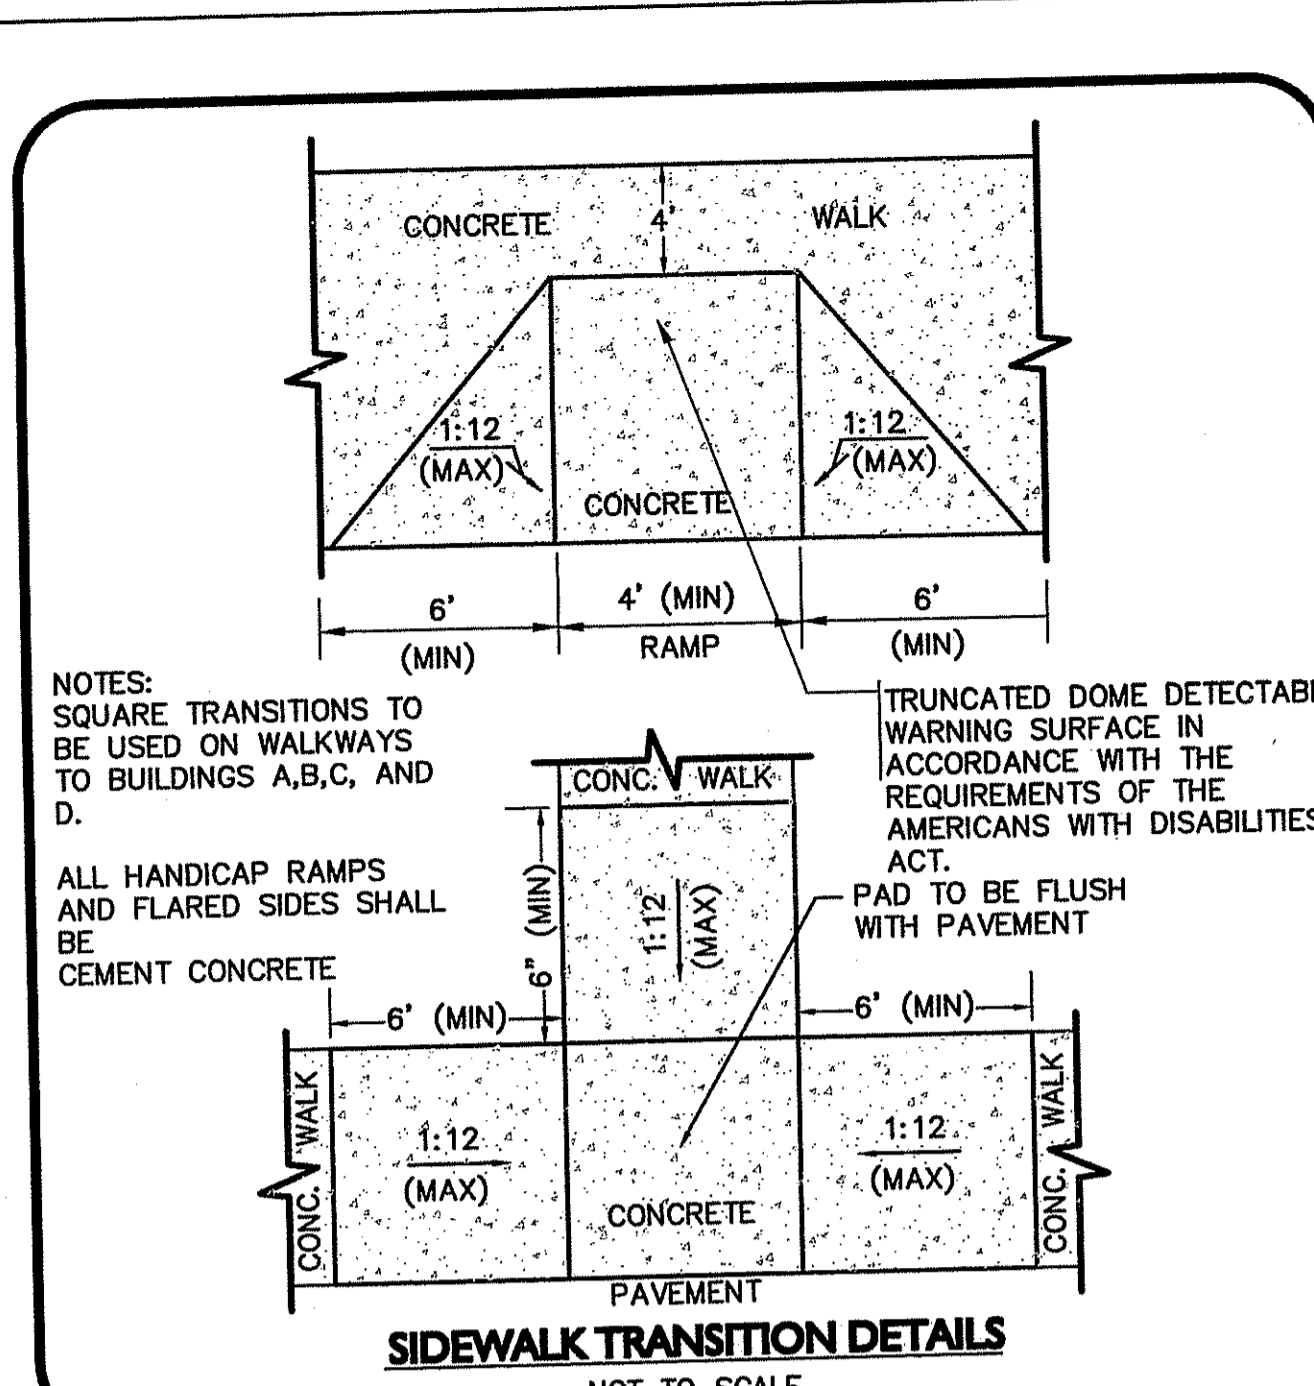 CONCRETE
4'
WALK
1:12
(MAX)
1:12
(MAX)
CONCRETE
6'
(MIN)
4' (MIN)
RAMP
6'
(MIN)
NOTES:
SQUARE TRANSITIONS TO
BE USED ON WALKWAYS
TO BUILDINGS A,B,C, AND
D.
ALL HANDICAP RAMPS
AND FLARED SIDES SHALL
BE
CEMENT CONCRETE
TRUNCATED DOME
WARNING SURFACE IN
ACCORDANCE WITH THE
REQUIREMENTS OF THE
AMERICANS WITH DISABILITIES
ACT.
CONC. WALK
6" (MIN)
1:12
(MAX)
PAD TO BE FLUSH
WITH PAVEMENT
6' (MIN)
6' (MIN)
CONC. WALK
1:12
(MAX)
CONCRETE
1:12
(MAX)
CONC. WALK
PAVEMENT
SIDEWALK TRANSITION DETAILS
NOT TO SCALE